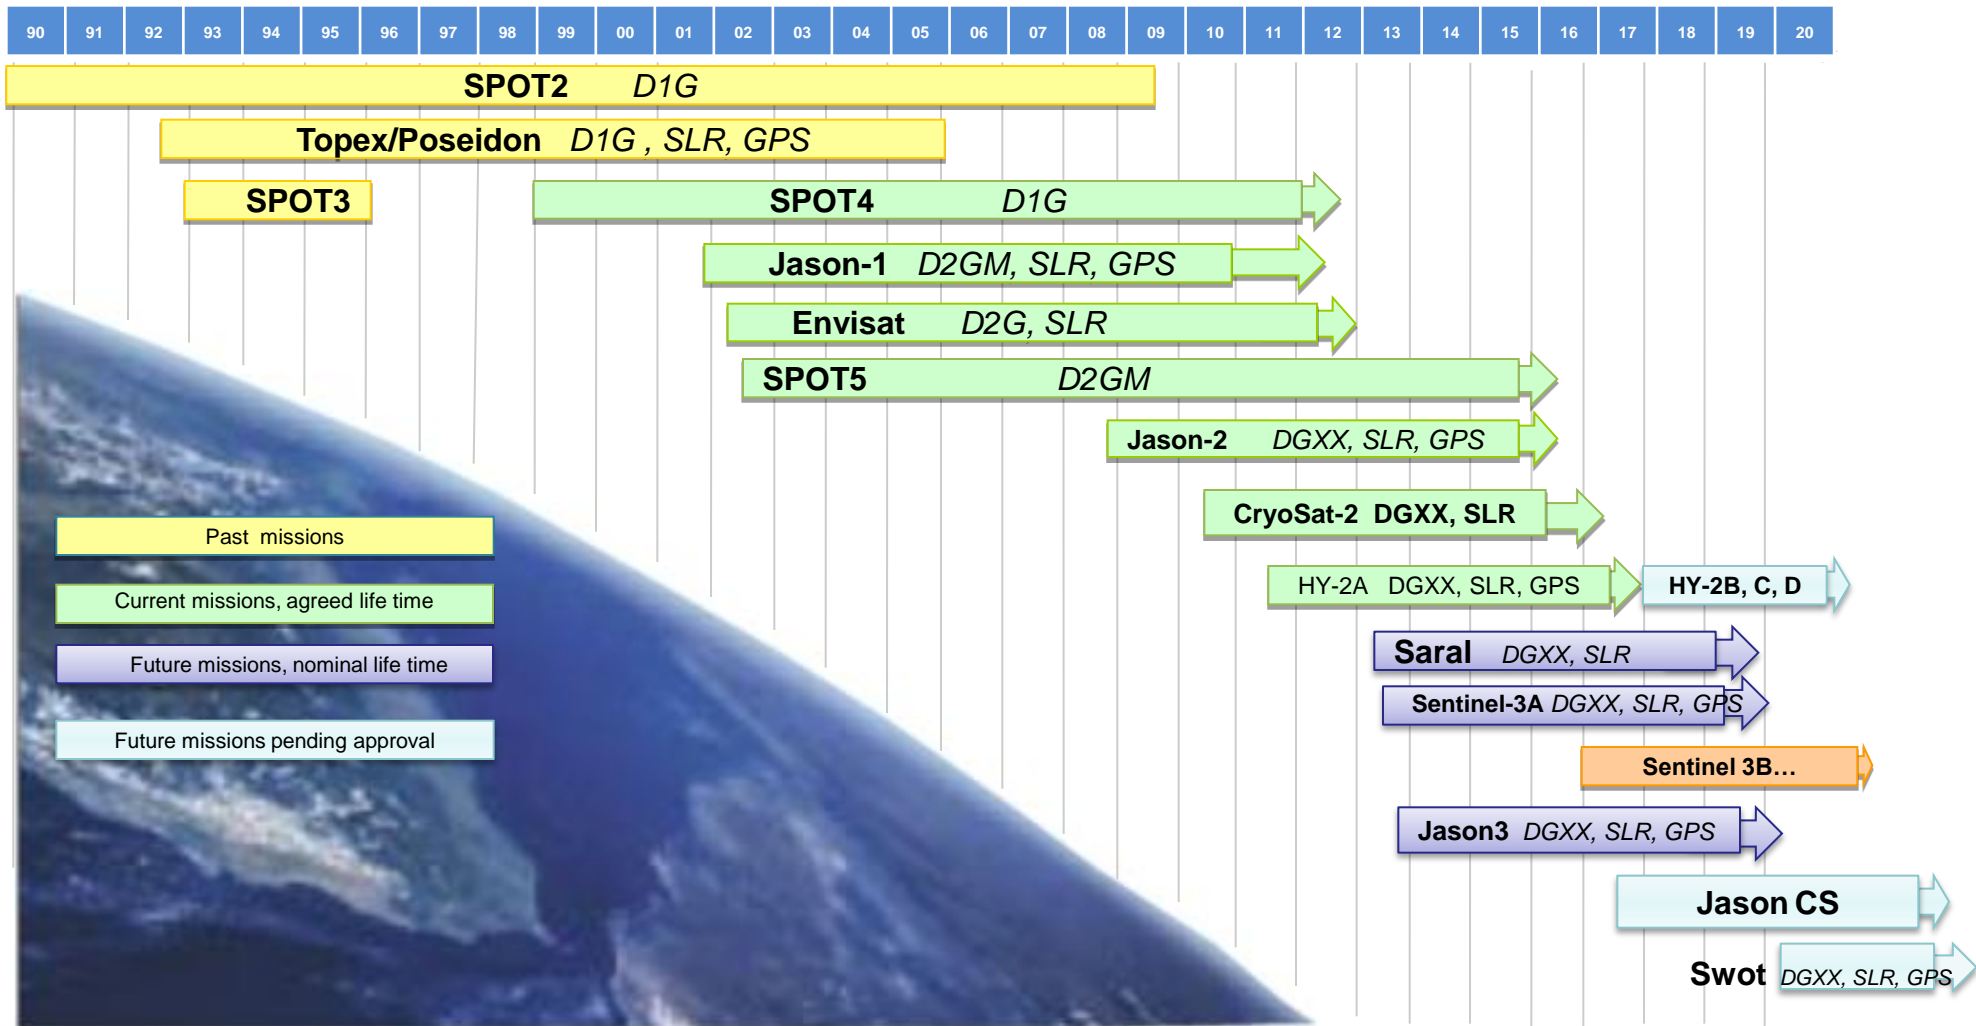 90 91 92 93 94 95 96 97 98 99 00 01 02 03 04 05 06 07 08 09 10 11 12 13 14 15 16 17 18 19 20
SPOT2 D1G
Topex/Poseidon D1G , SLR, GPS
SPOT3
SPOT4 D1G
Jason-1 D2GM, SLR, GPS
Envisat D2G, SLR
SPOT5 D2GM
Jason-2 DGXX, SLR, GPS
CryoSat-2 DGXX, SLR
HY-2A DGXX, SLR, GPS
HY-2B, C, D
Saral DGXX, SLR
Sentinel-3A DGXX, SLR, GPS
Sentinel 3B...
Jason3 DGXX, SLR, GPS
Jason CS
Swot DGXX, SLR, GPS
Past missions
Current missions, agreed life time
Future missions, nominal life time
Future missions pending approval